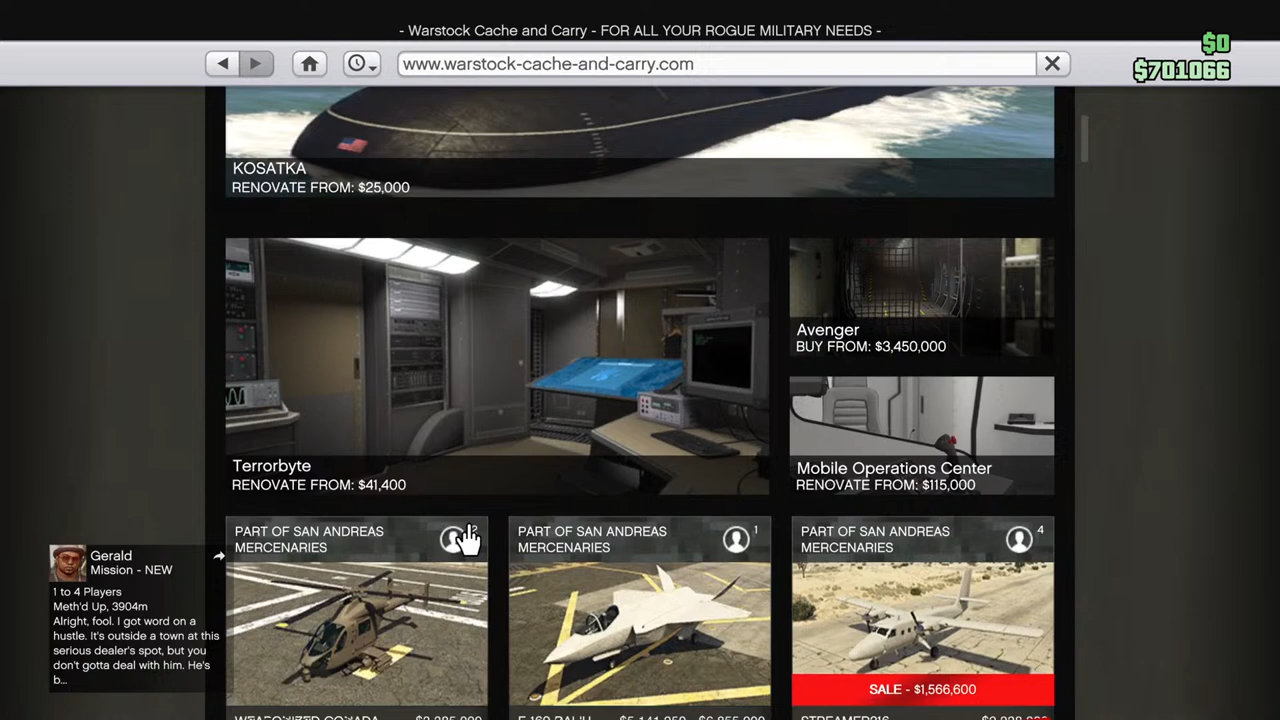 - Warstock Cache and Carry - FOR ALL YOUR ROGUE MILITARY NEEDS -
www.warstock-cache-and-carry.com
$0
$701066
KOSATKA
RENOVATE FROM: $25,000
Terrorbyte
RENOVATE FROM: $41,400
Avenger
BUY FROM: $3,450,000
Mobile Operations Center
RENOVATE FROM: $115,000
PART OF SAN ANDREAS
MERCENARIES
PART OF SAN ANDREAS
MERCENARIES
1
PART OF SAN ANDREAS
MERCENARIES
4
SALE - $1,566,600
Gerald
Mission - NEW
1 to 4 Players
Meth'd Up, 3904m
Alright, fool. I got word on a
hustle. It's outside a town at this
serious dealer's spot, but you
don't gotta deal with him. He's
b...